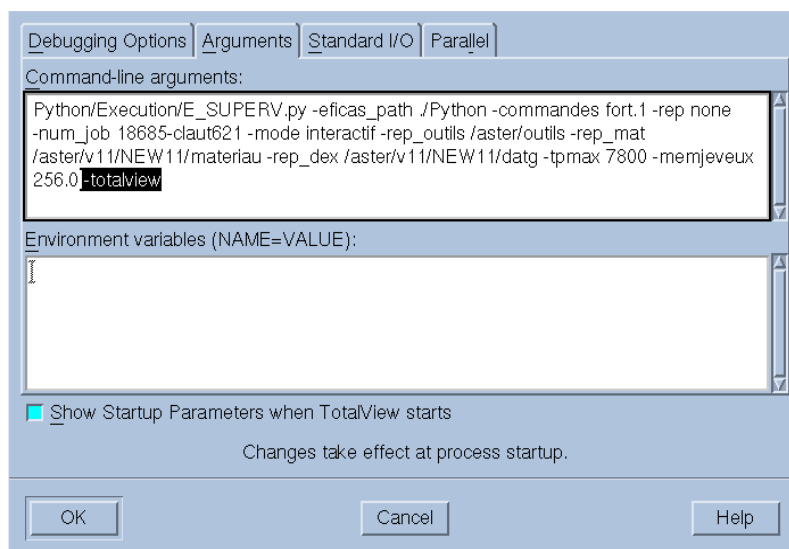 Debugging Options Arguments Standard I/O Parallel
Command-line arguments:
Python/Execution/E_SUPERV.py -eficas_path ./Python -commandes fort.1 -rep none
-num_job 18685-claut621 -mode interactif -rep_outils /aster/outils -rep_mat
/aster/v11/NEW11/materiau -rep_dex /aster/v11/NEW11/datg -tpmax 7800 -memjeveux
256.0 -totalview
Environment variables (NAME=VALUE):
Show Startup Parameters when TotalView starts
Changes take effect at process startup.
OK Cancel Help